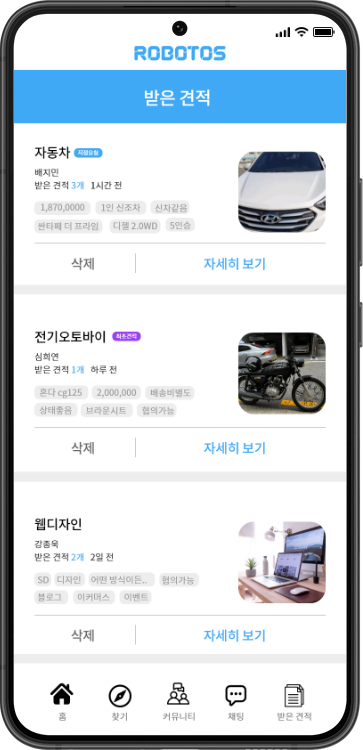 ROBOTOS
받은 견적
자동차 지정요청
배지민
받은 견적 3개 1시간 전
1,870,0000 1인 신조차 신차같음
싼타페 더 프라임 디젤 2.0WD 5인승
삭제 자세히 보기
전기오토바이 최초견적
심희연
받은 견적 1개 하루 전
혼다 cg125 2,000,000 배송비별도
상태좋음 브라운시트 협의가능
삭제 자세히 보기
웹디자인
강종욱
받은 견적 2개 2일 전
SD 디자인 어떤 방식이든.. 협의가능
블로그 이커머스 이벤트
삭제 자세히 보기
홈 찾기 커뮤니티 채팅 받은 견적